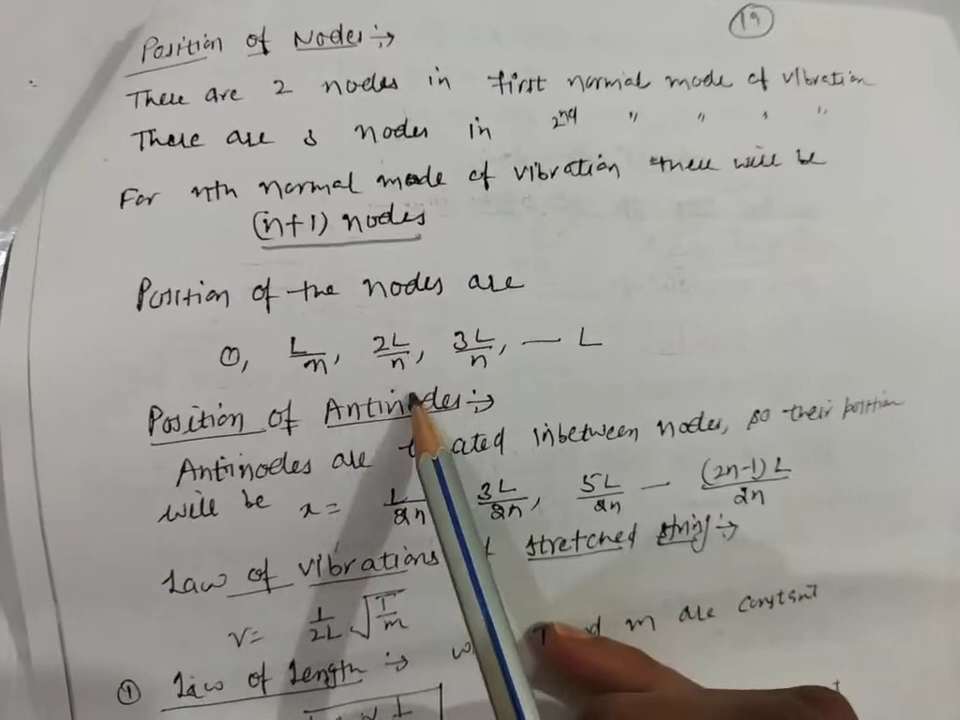 19
Position of Nodes :→
There are 2 nodes in first normal mode of vibration
There are 3 nodes in 2nd " " " "
For nth normal mode of vibration there will be
(n+1) nodes
Position of the nodes are
0, L/n, 2L/n, 3L/n, — L
Position of Antinodes :→
Antinodes are ated inbetween nodes, so their position
will be x = L/2n 3L/2n, 5L/2n — (2n-1)L/2n
Law of vibrations stretched string :→
ν = 1/2L √T/m
① Law of Length :→ T m are constant